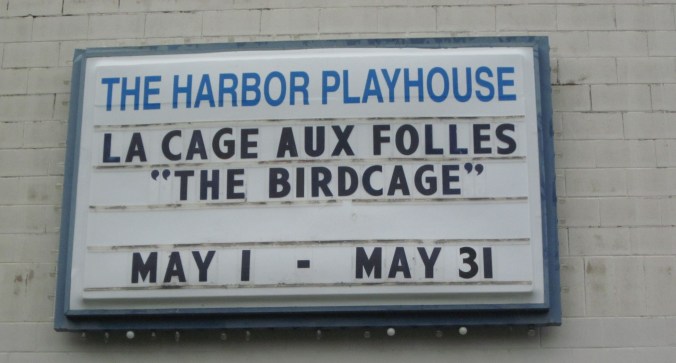 THE HARBOR PLAYHOUSE
LA CAGE AUX FOLLES
"THE BIRDCAGE"
MAY 1 - MAY 31